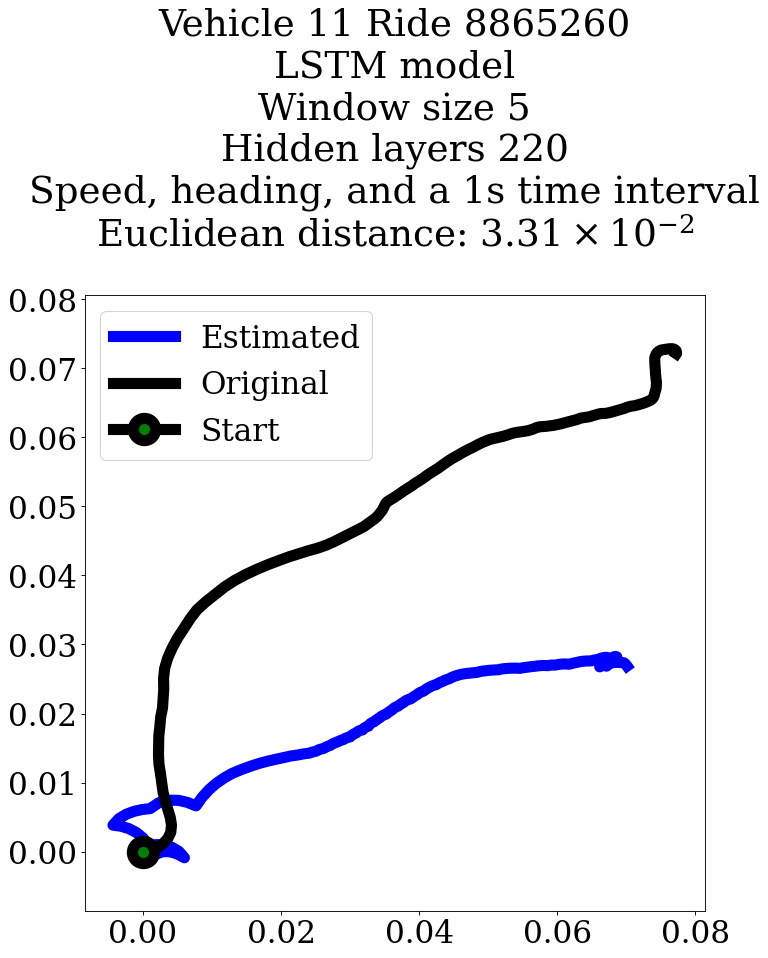 Vehicle 11 Ride 8865260
LSTM model
Window size 5
Hidden layers 220
Speed, heading, and a 1s time interval
Euclidean distance: 3.31 × 10⁻²
0.08
0.07
0.06
0.05
0.04
0.03
0.02
0.01
0.00
Estimated
Original
Start
0.00 0.02 0.04 0.06 0.08